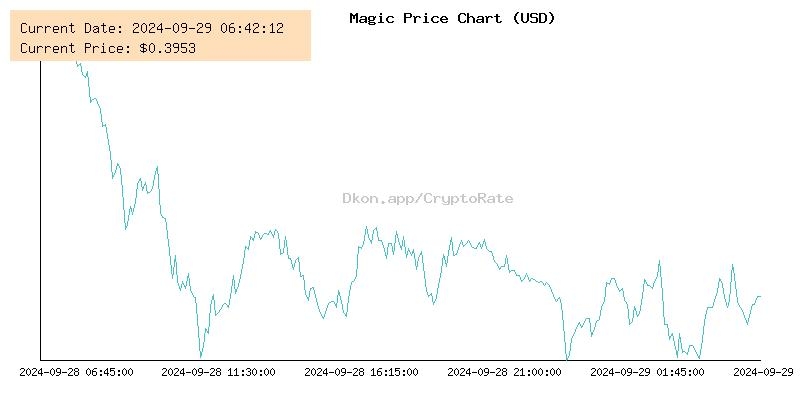 Magic Price Chart (USD)
Current Date: 2024-09-29 06:42:12
Current Price: $0.3953
Dkon.app/CryptoRate
2024-09-28 06:45:00 2024-09-28 11:30:00 2024-09-28 16:15:00 2024-09-28 21:00:00 2024-09-29 01:45:00 2024-09-29